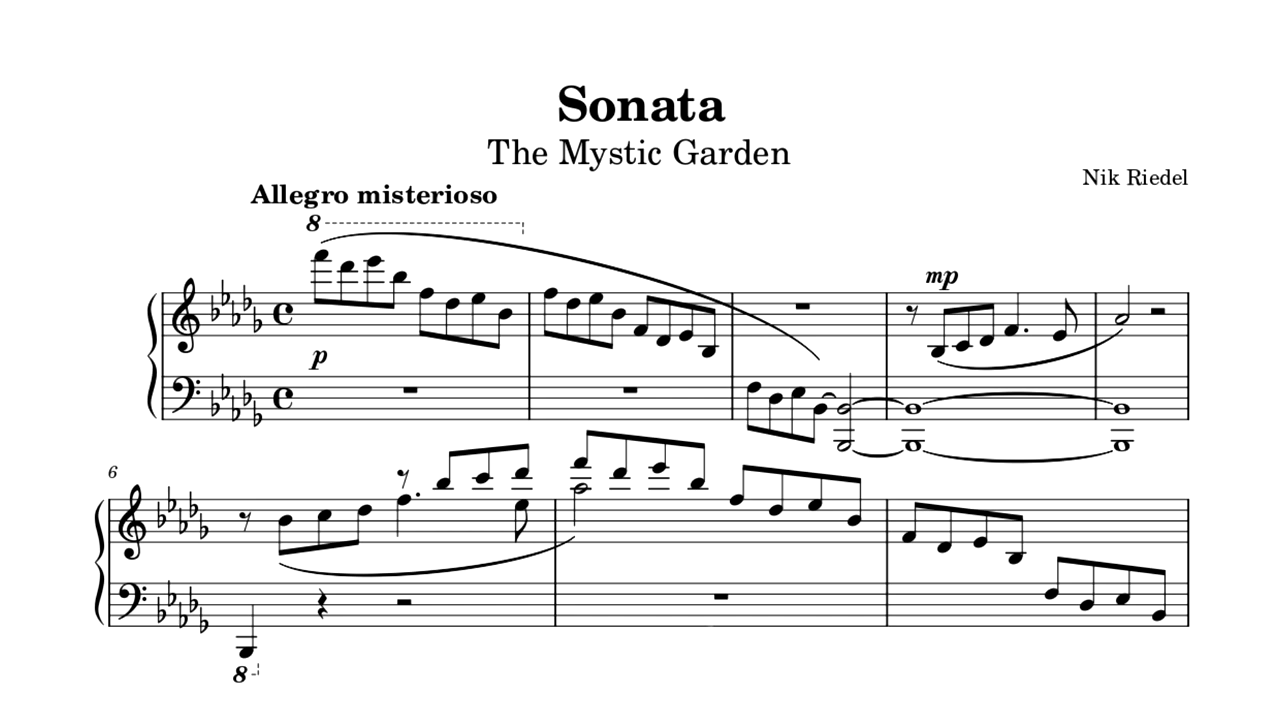 Sonata
The Mystic Garden
Nik Riedel
Allegro misterioso
8
mp
p
6
8